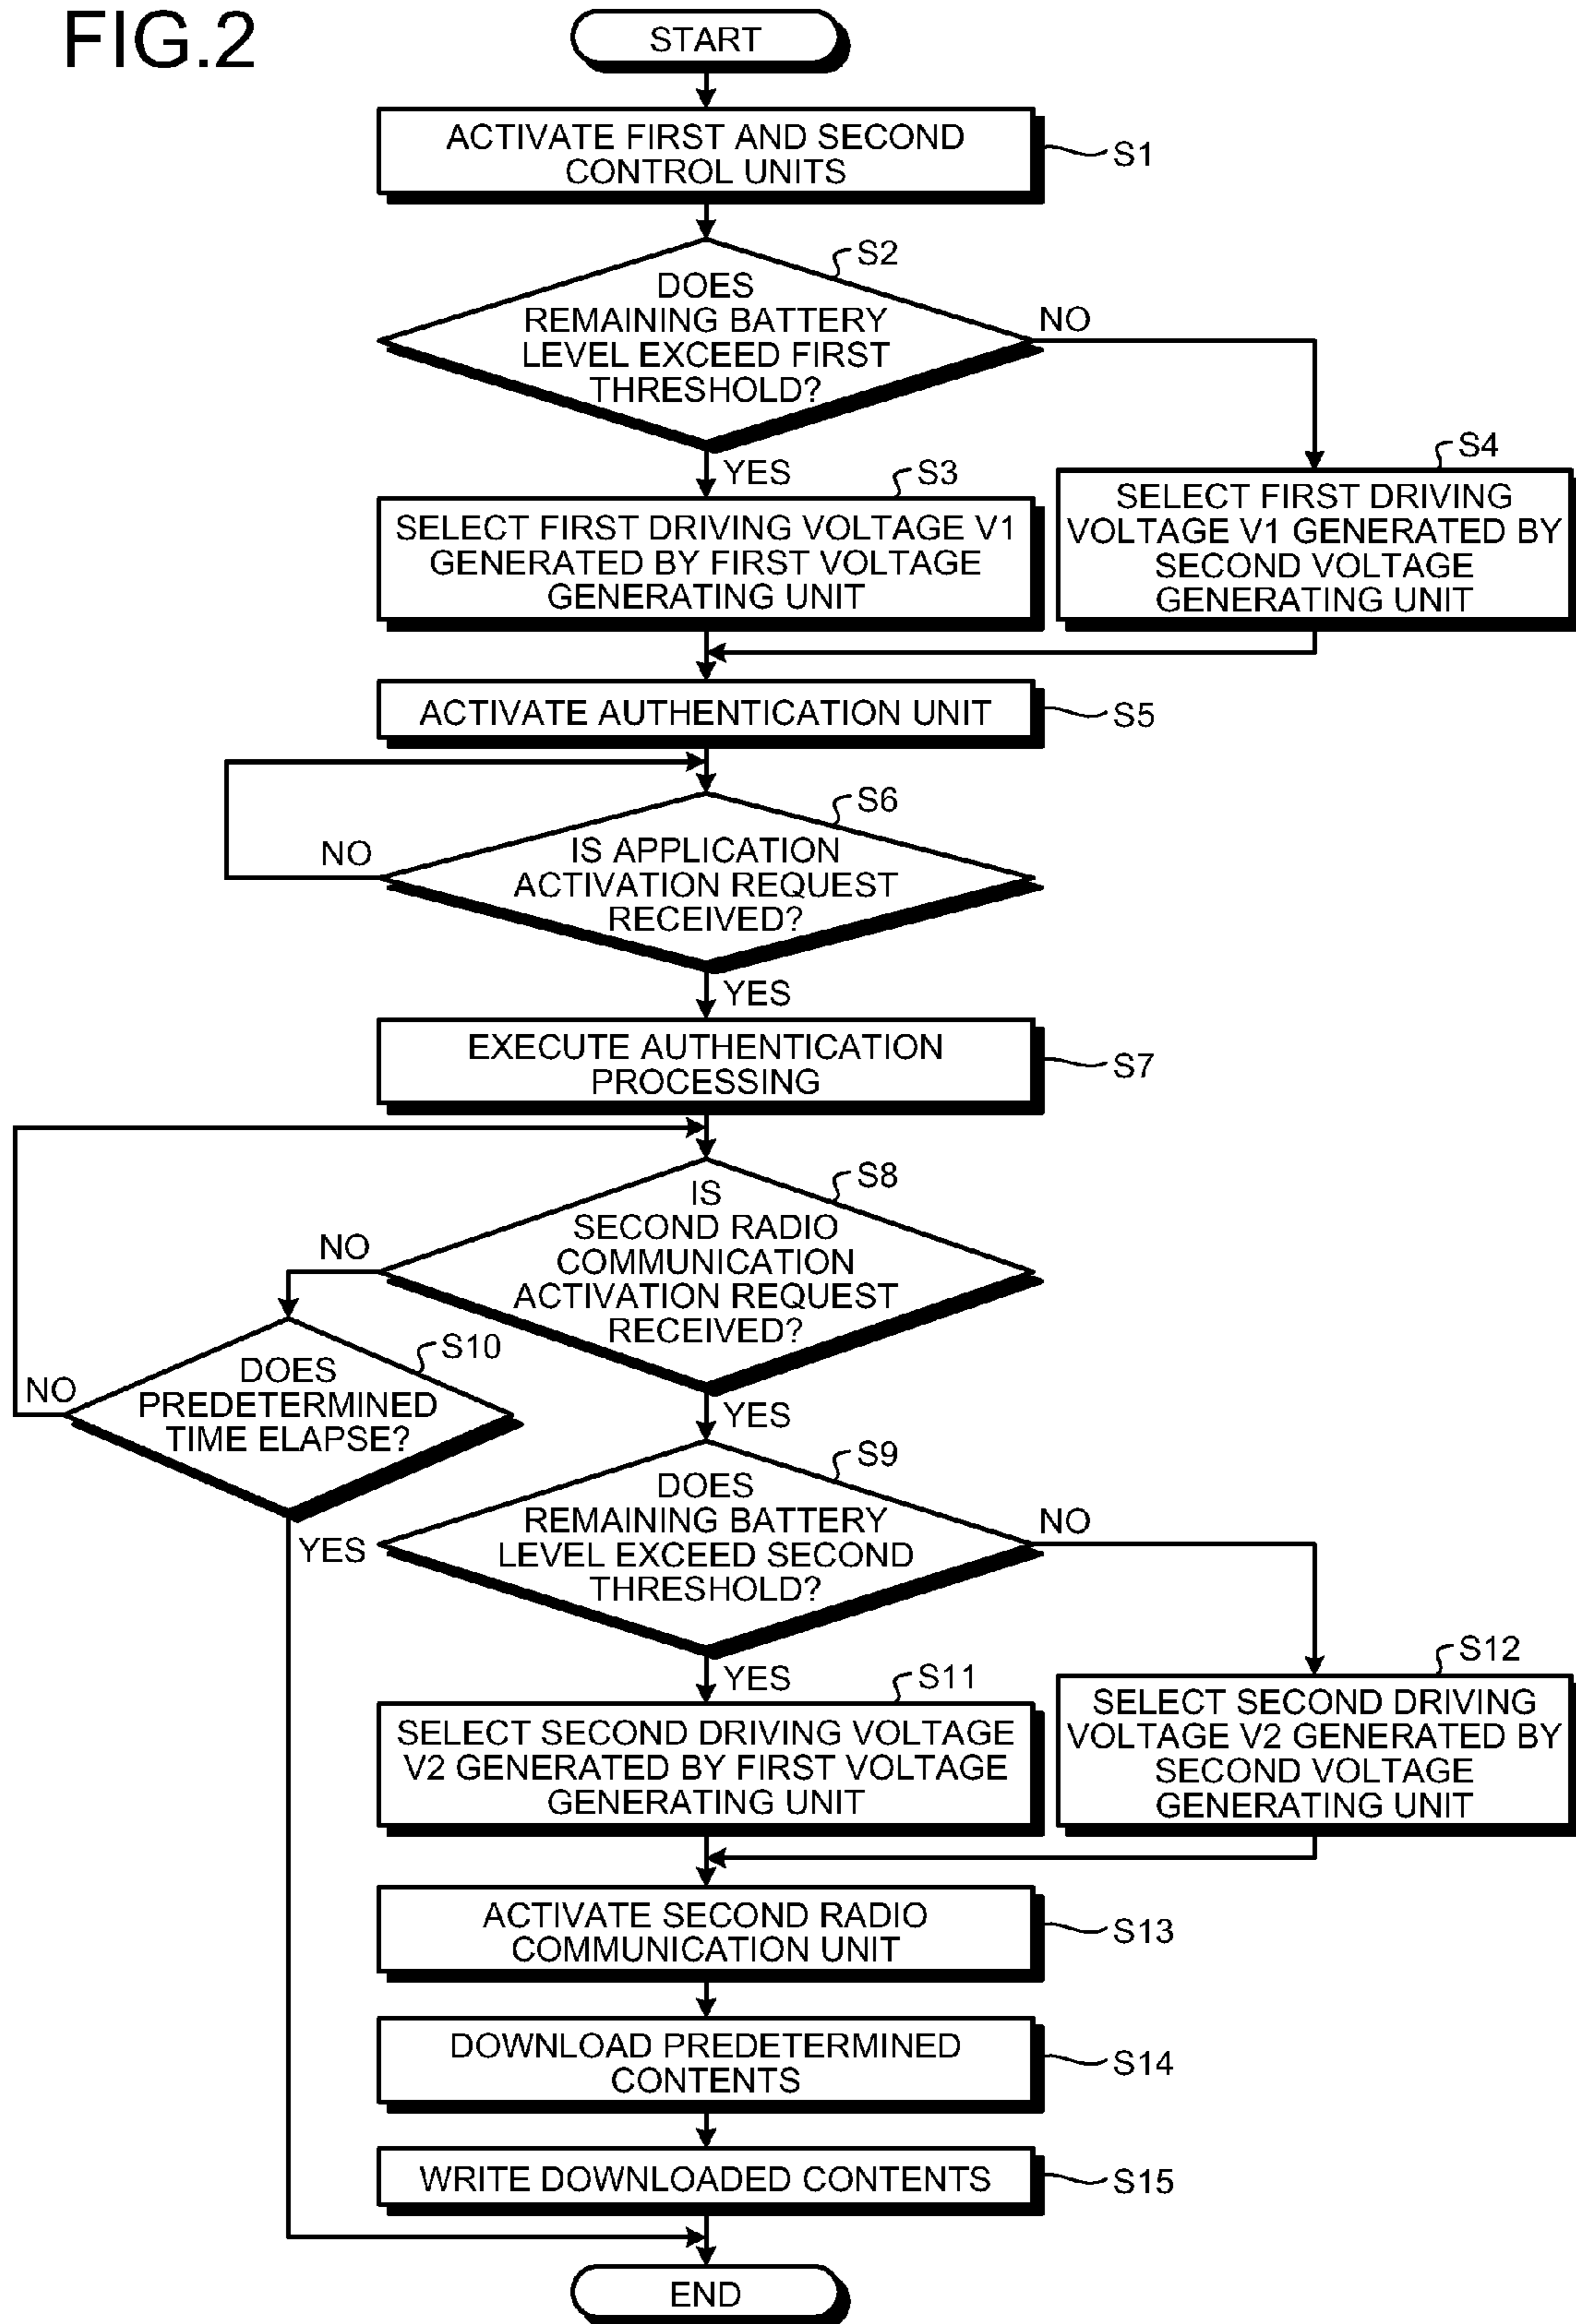 FIG.2
START
ACTIVATE FIRST AND SECOND
CONTROL UNITS
S1
S2
DOES
REMAINING BATTERY
LEVEL EXCEED FIRST
THRESHOLD?
NO
YES
S3
SELECT FIRST DRIVING VOLTAGE V1
GENERATED BY FIRST VOLTAGE
GENERATING UNIT
S4
SELECT FIRST DRIVING
VOLTAGE V1 GENERATED BY
SECOND VOLTAGE
GENERATING UNIT
ACTIVATE AUTHENTICATION UNIT
S5
S6
IS APPLICATION
ACTIVATION REQUEST
RECEIVED?
NO
YES
EXECUTE AUTHENTICATION
PROCESSING
S7
S8
IS
SECOND RADIO
COMMUNICATION
ACTIVATION REQUEST
RECEIVED?
NO
YES
S10
DOES
PREDETERMINED
TIME ELAPSE?
NO
YES
S9
DOES
REMAINING BATTERY
LEVEL EXCEED SECOND
THRESHOLD?
NO
YES
S11
SELECT SECOND DRIVING VOLTAGE
V2 GENERATED BY FIRST VOLTAGE
GENERATING UNIT
S12
SELECT SECOND DRIVING
VOLTAGE V2 GENERATED BY
SECOND VOLTAGE
GENERATING UNIT
ACTIVATE SECOND RADIO
COMMUNICATION UNIT
S13
DOWNLOAD PREDETERMINED
CONTENTS
S14
WRITE DOWNLOADED CONTENTS
S15
END